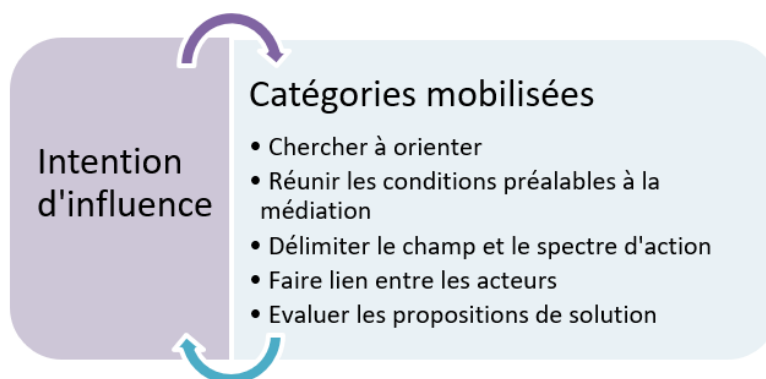 Intention
d'influence
Catégories mobilisées
• Chercher à orienter
• Réunir les conditions préalables à la
médiation
• Délimiter le champ et le spectre d'action
• Faire lien entre les acteurs
• Evaluer les propositions de solution